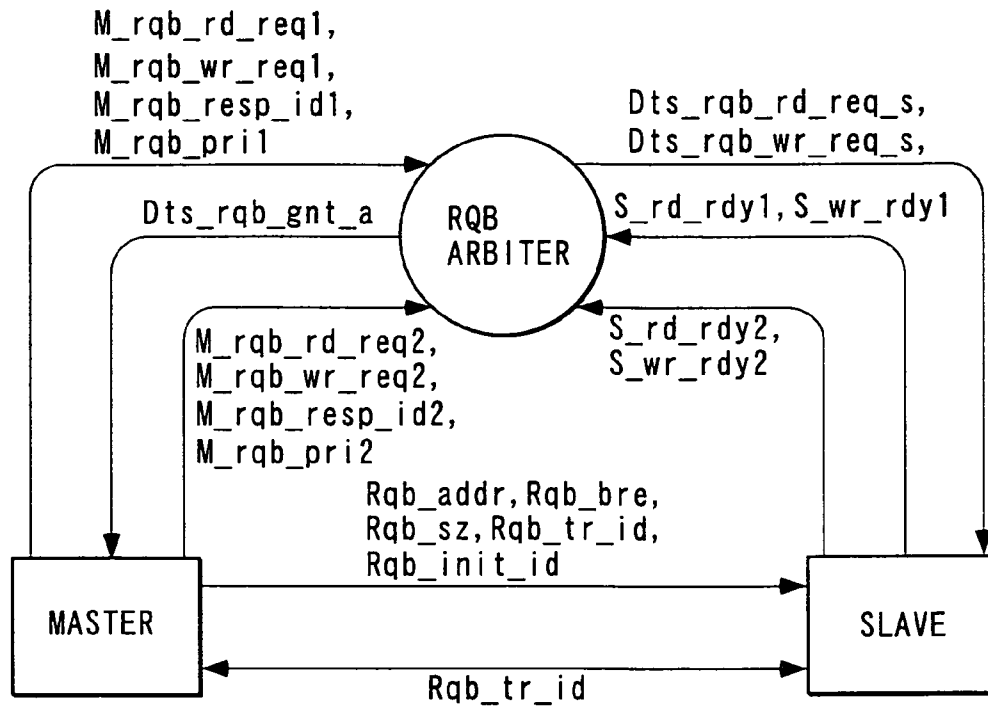 M_rqb_rd_req1,
M_rqb_wr_req1,
M_rqb_resp_id1,
M_rqb_pri1
Dts_rqb_rd_req_s,
Dts_rqb_wr_req_s,
Dts_rqb_gnt_a
RQB
ARBITER
S_rd_rdy1, S_wr_rdy1
M_rqb_rd_req2,
M_rqb_wr_req2,
M_rqb_resp_id2,
M_rqb_pri2
S_rd_rdy2,
S_wr_rdy2
Rqb_addr, Rqb_bre,
Rqb_sz, Rqb_tr_id,
Rqb_init_id
MASTER
SLAVE
Rqb_tr_id